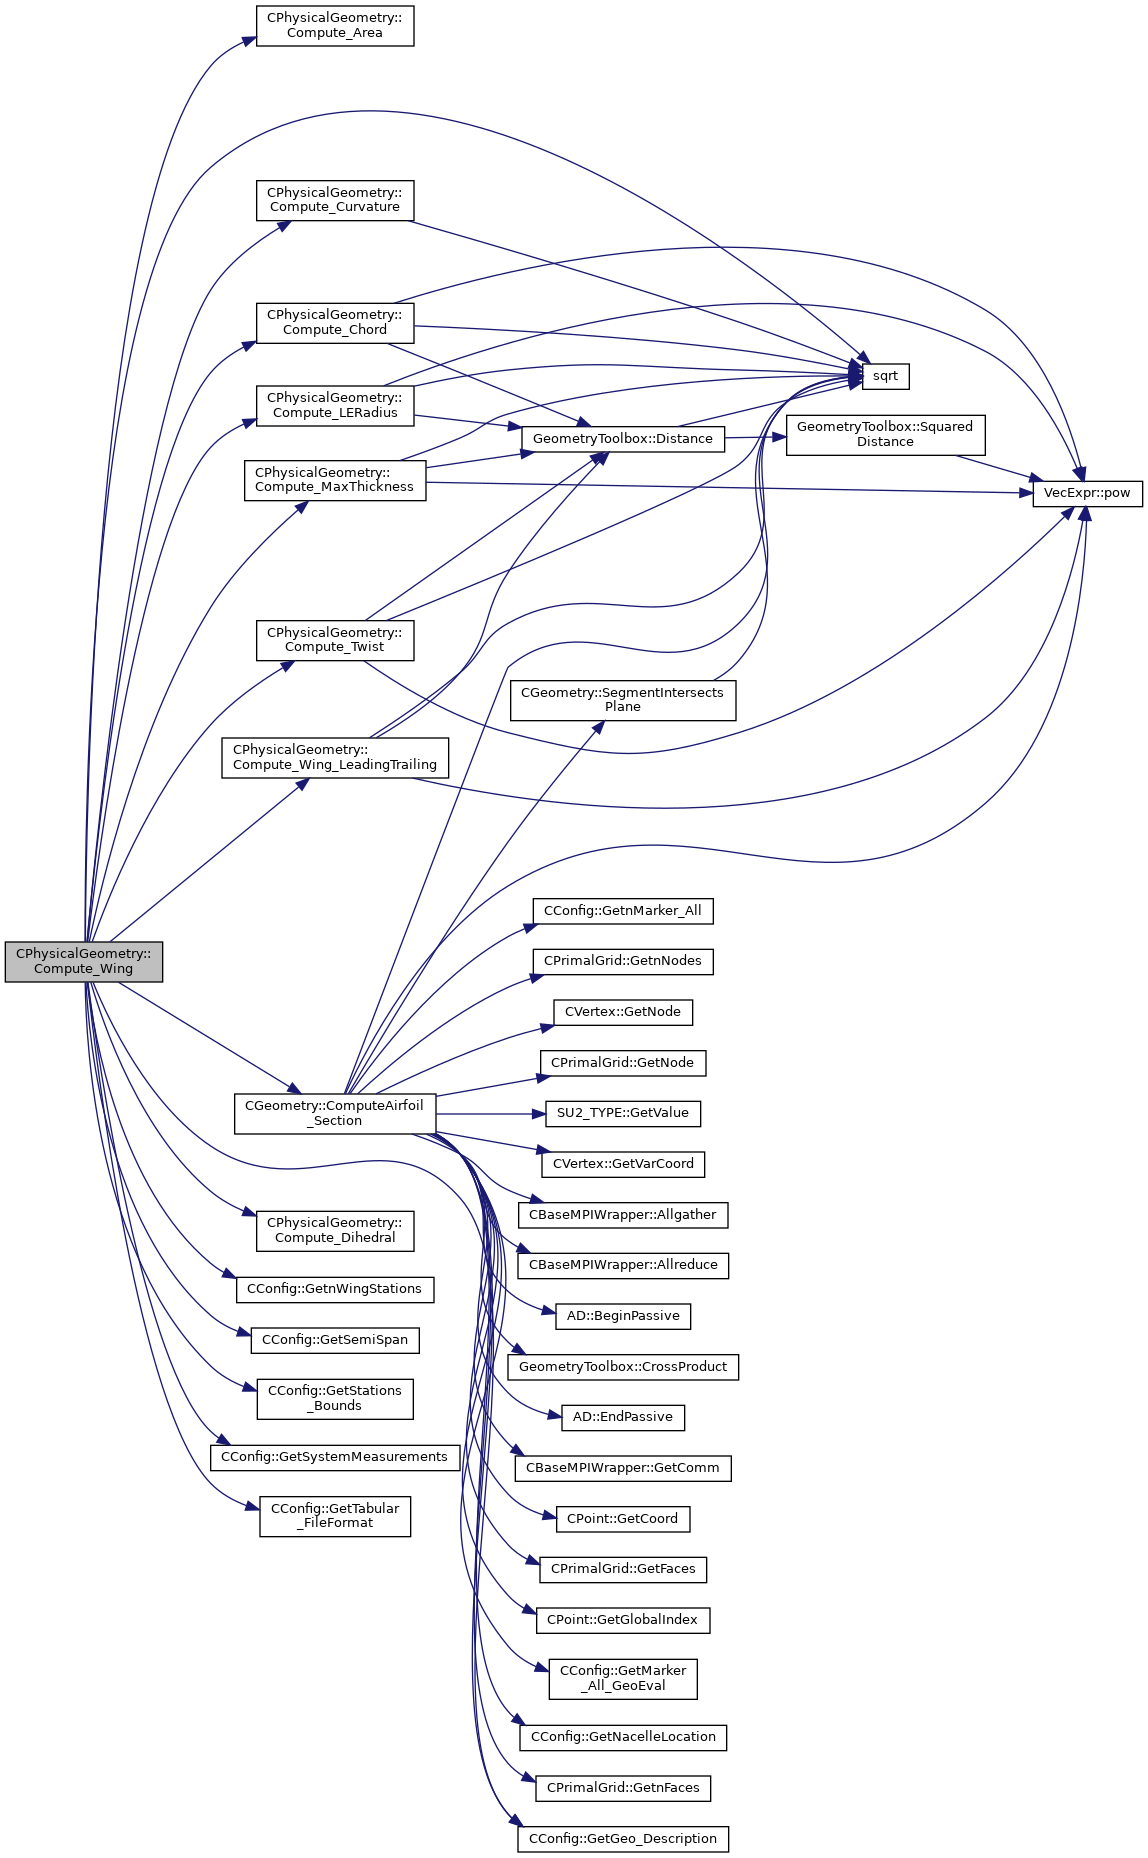 CPhysicalGeometry::
Compute_Area
CPhysicalGeometry::
Compute_Curvature
CPhysicalGeometry::
Compute_Chord
sqrt
CPhysicalGeometry::
Compute_LERadius
GeometryToolbox::Distance
GeometryToolbox::Squared
Distance
CPhysicalGeometry::
Compute_MaxThickness
VecExpr::pow
CPhysicalGeometry::
Compute_Twist
CGeometry::SegmentIntersects
Plane
CPhysicalGeometry::
Compute_Wing_LeadingTrailing
CConfig::GetnMarker_All
CPhysicalGeometry::
Compute_Wing
CPrimalGrid::GetnNodes
CVertex::GetNode
CPrimalGrid::GetNode
CGeometry::ComputeAirfoil
_Section
SU2_TYPE::GetValue
CVertex::GetVarCoord
CBaseMPIWrapper::Allgather
CPhysicalGeometry::
Compute_Dihedral
CBaseMPIWrapper::Allreduce
CConfig::GetnWingStations
AD::BeginPassive
CConfig::GetSemiSpan
GeometryToolbox::CrossProduct
CConfig::GetStations
_Bounds
AD::EndPassive
CConfig::GetSystemMeasurements
CBaseMPIWrapper::GetComm
CConfig::GetTabular
_FileFormat
CPoint::GetCoord
CPrimalGrid::GetFaces
CPoint::GetGlobalIndex
CConfig::GetMarker
_All_GeoEval
CConfig::GetNacelleLocation
CPrimalGrid::GetnFaces
CConfig::GetGeo_Description